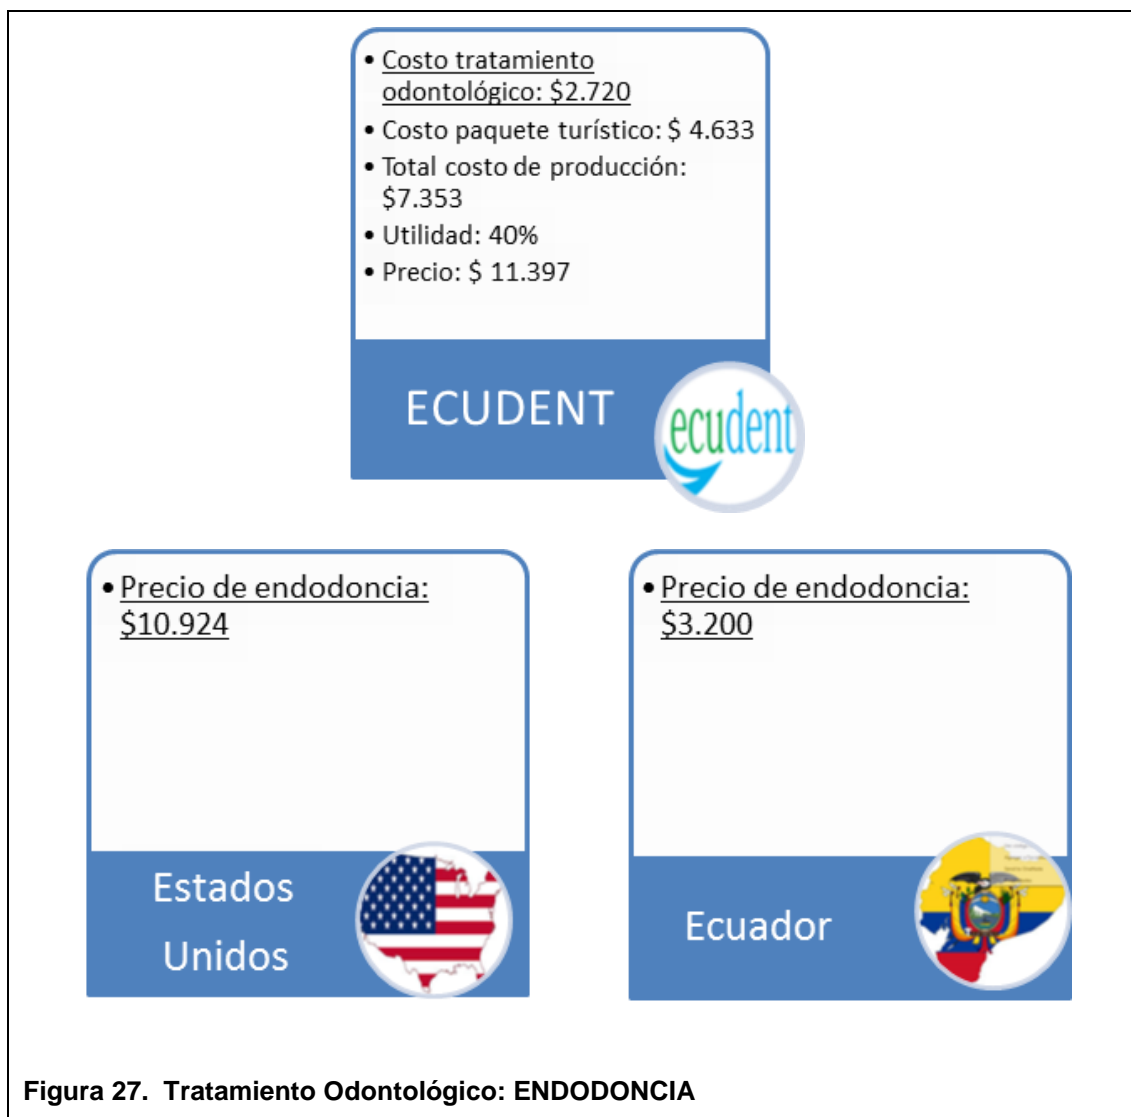 • Costo tratamiento
odontológico: $2.720
• Costo paquete turístico: $ 4.633
• Total costo de producción:
$7.353
• Utilidad: 40%
• Precio: $ 11.397
ECUDENT
ecudent
• Precio de endodoncia:
$10.924
Estados
Unidos
• Precio de endodoncia:
$3.200
Ecuador
Figura 27. Tratamiento Odontológico: ENDODONCIA